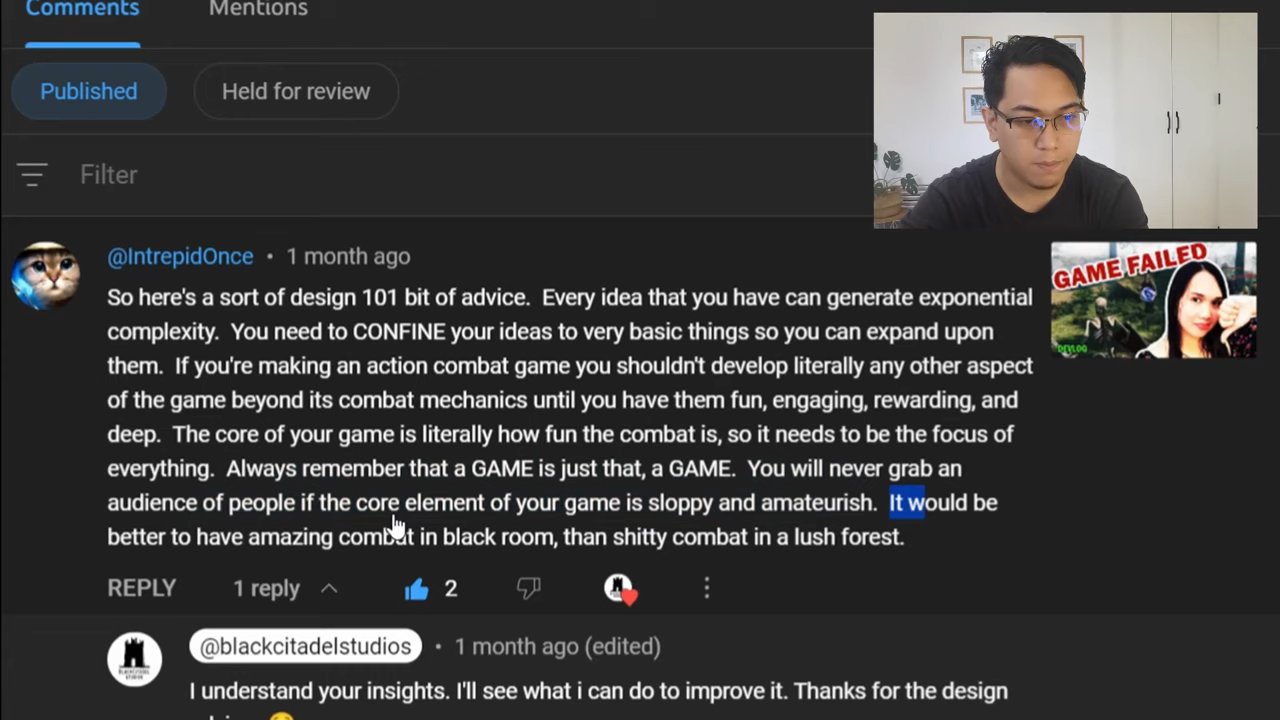 Comments
Mentions
Published
Held for review
Filter
@IntrepidOnce • 1 month ago
GAME FAILED
DEVLOG
So here's a sort of design 101 bit of advice.  Every idea that you have can generate exponential
complexity.  You need to CONFINE your ideas to very basic things so you can expand upon
them.  If you're making an action combat game you shouldn't develop literally any other aspect
of the game beyond its combat mechanics until you have them fun, engaging, rewarding, and
deep.  The core of your game is literally how fun the combat is, so it needs to be the focus of
everything.  Always remember that a GAME is just that, a GAME.  You will never grab an
audience of people if the core element of your game is sloppy and amateurish.  It would be
better to have amazing combat in black room, than shitty combat in a lush forest.
REPLY
1 reply
2
@blackcitadelstudios • 1 month ago (edited)
I understand your insights. I'll see what i can do to improve it. Thanks for the design